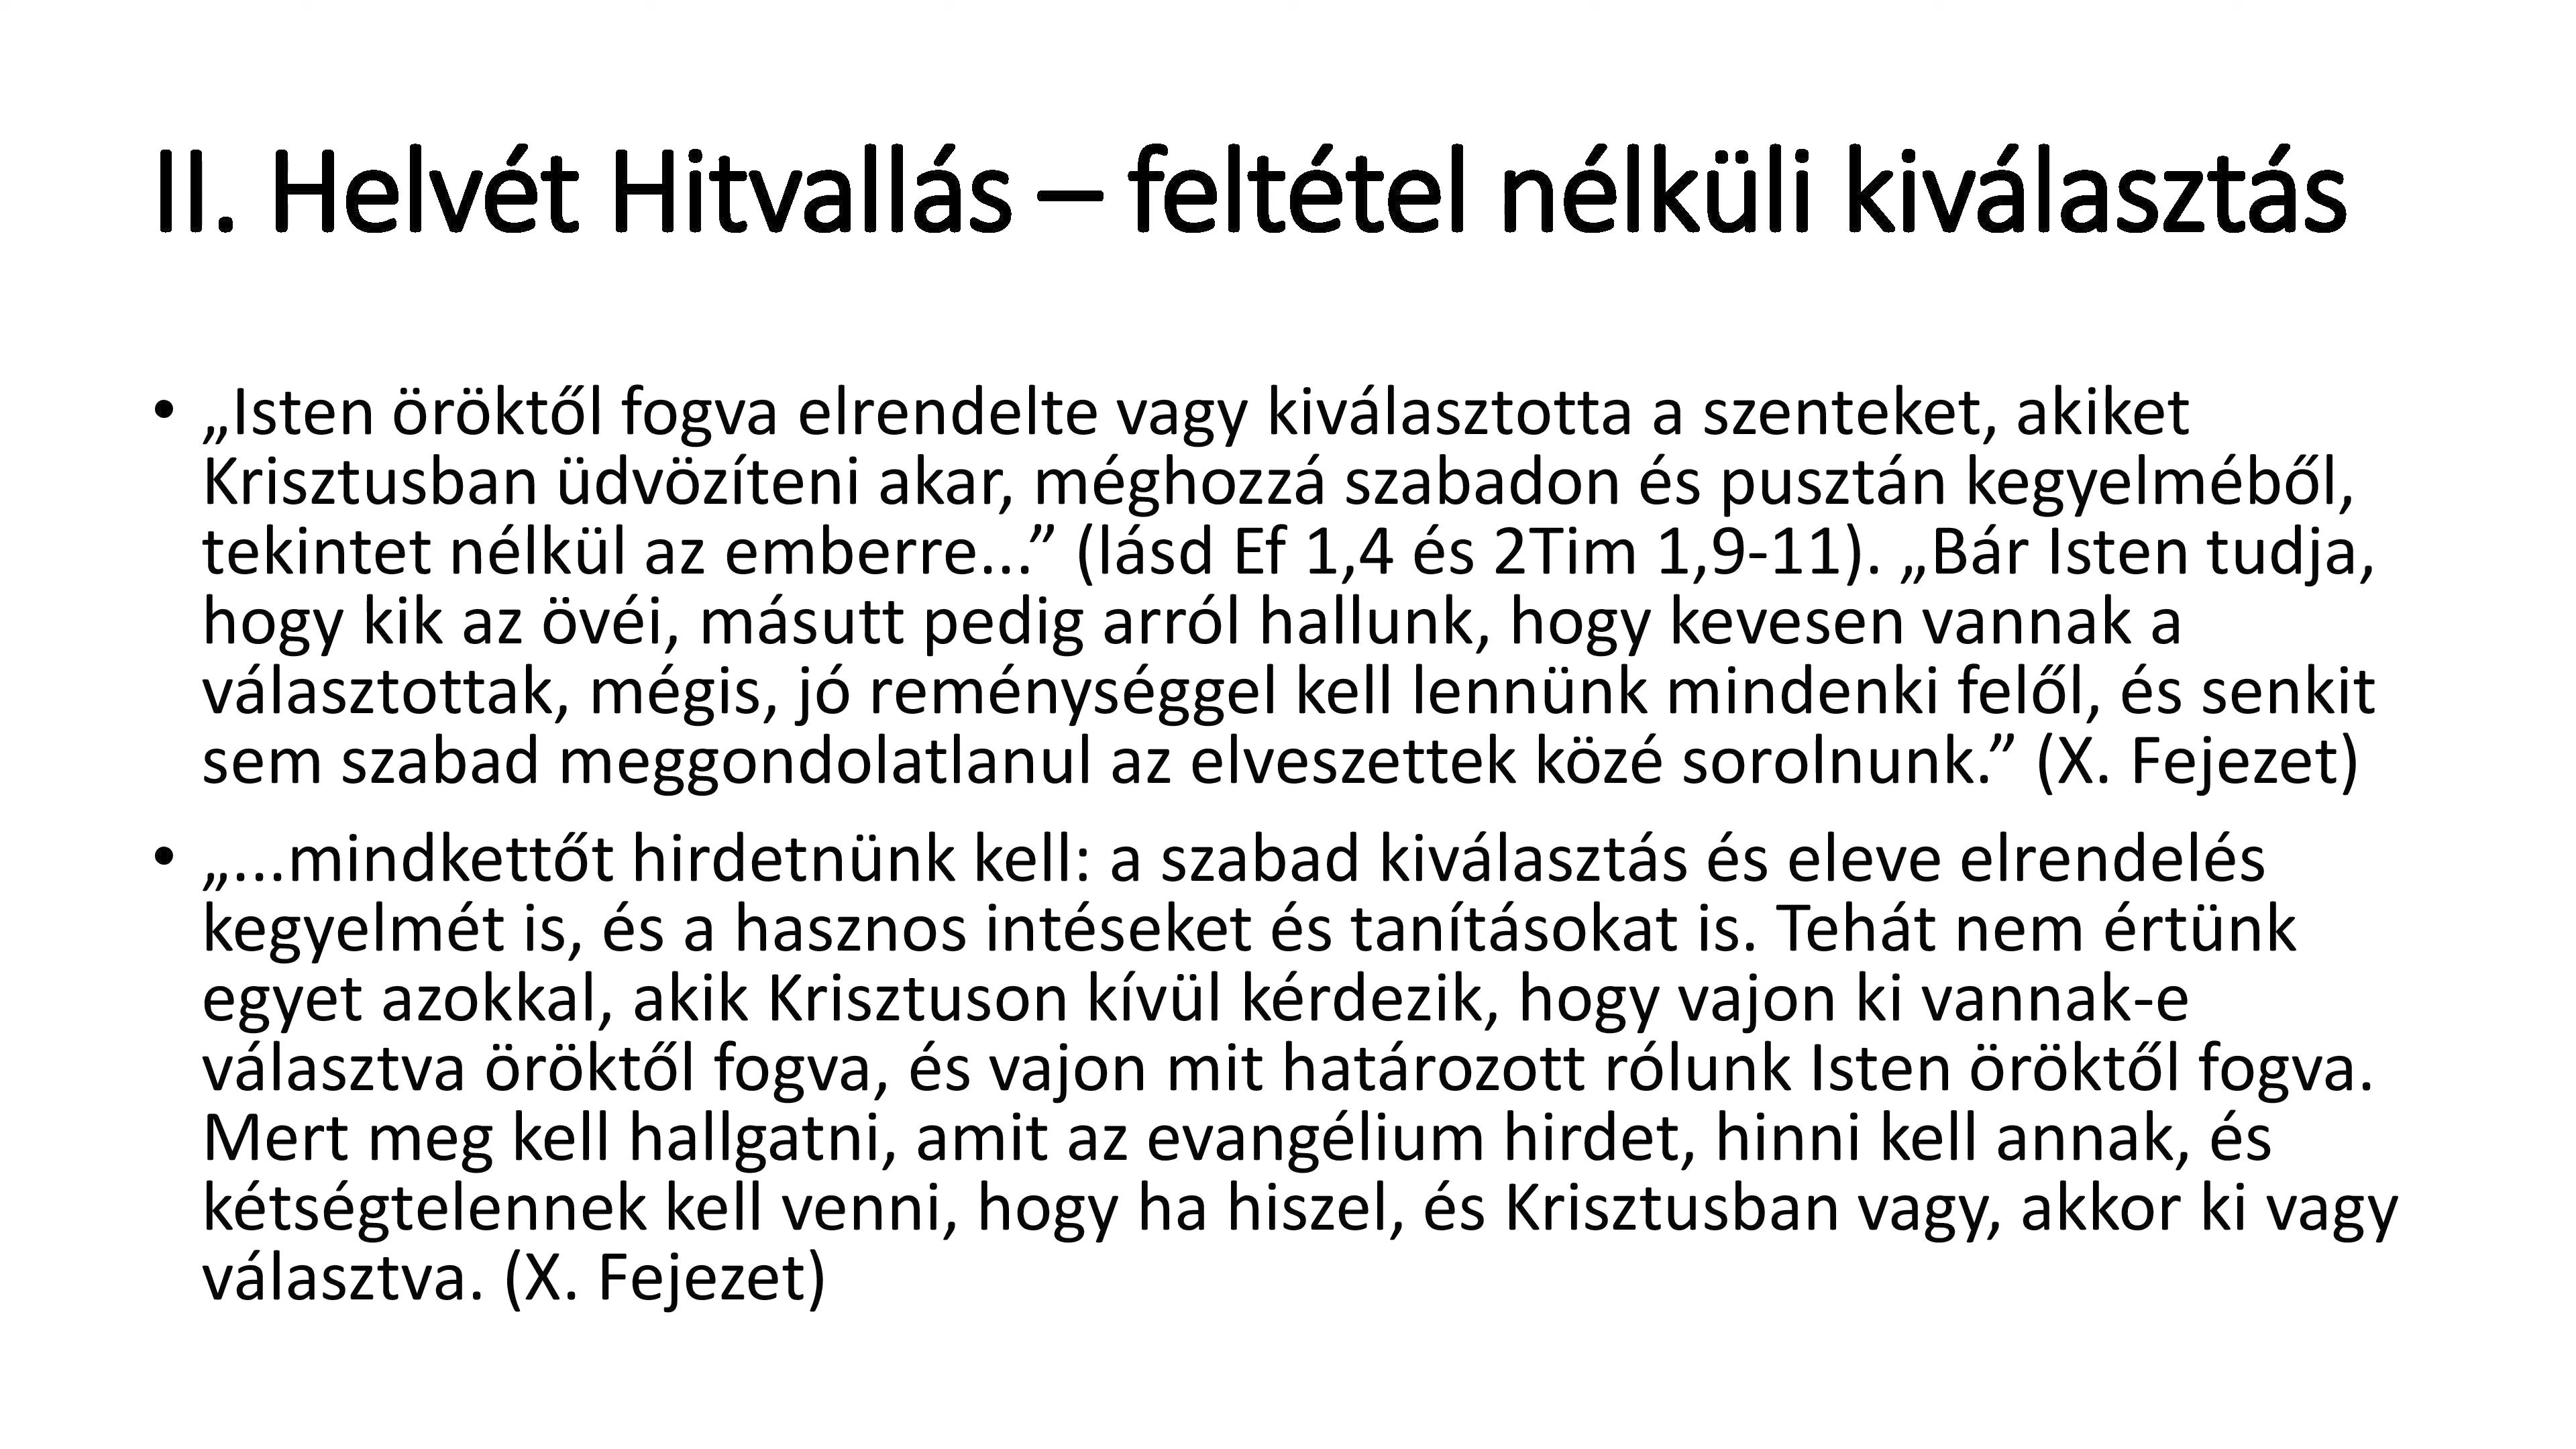 II. Helvét Hitvallás – feltétel nélküli kiválasztás
• „Isten öröktől fogva elrendelte vagy kiválasztotta a szenteket, akiket
Krisztusban üdvözíteni akar, méghozzá szabadon és pusztán kegyelméből,
tekintet nélkül az emberre...” (lásd Ef 1,4 és 2Tim 1,9-11). „Bár Isten tudja,
hogy kik az övéi, másutt pedig arról hallunk, hogy kevesen vannak a
választottak, mégis, jó reménységgel kell lennünk mindenki felől, és senkit
sem szabad meggondolatlanul az elveszettek közé sorolnunk.” (X. Fejezet)
• „...mindkettőt hirdetnünk kell: a szabad kiválasztás és eleve elrendelés
kegyelmét is, és a hasznos intéseket és tanításokat is. Tehát nem értünk
egyet azokkal, akik Krisztuson kívül kérdezik, hogy vajon ki vannak-e
választva öröktől fogva, és vajon mit határozott rólunk Isten öröktől fogva.
Mert meg kell hallgatni, amit az evangélium hirdet, hinni kell annak, és
kétségtelennek kell venni, hogy ha hiszel, és Krisztusban vagy, akkor ki vagy
választva. (X. Fejezet)